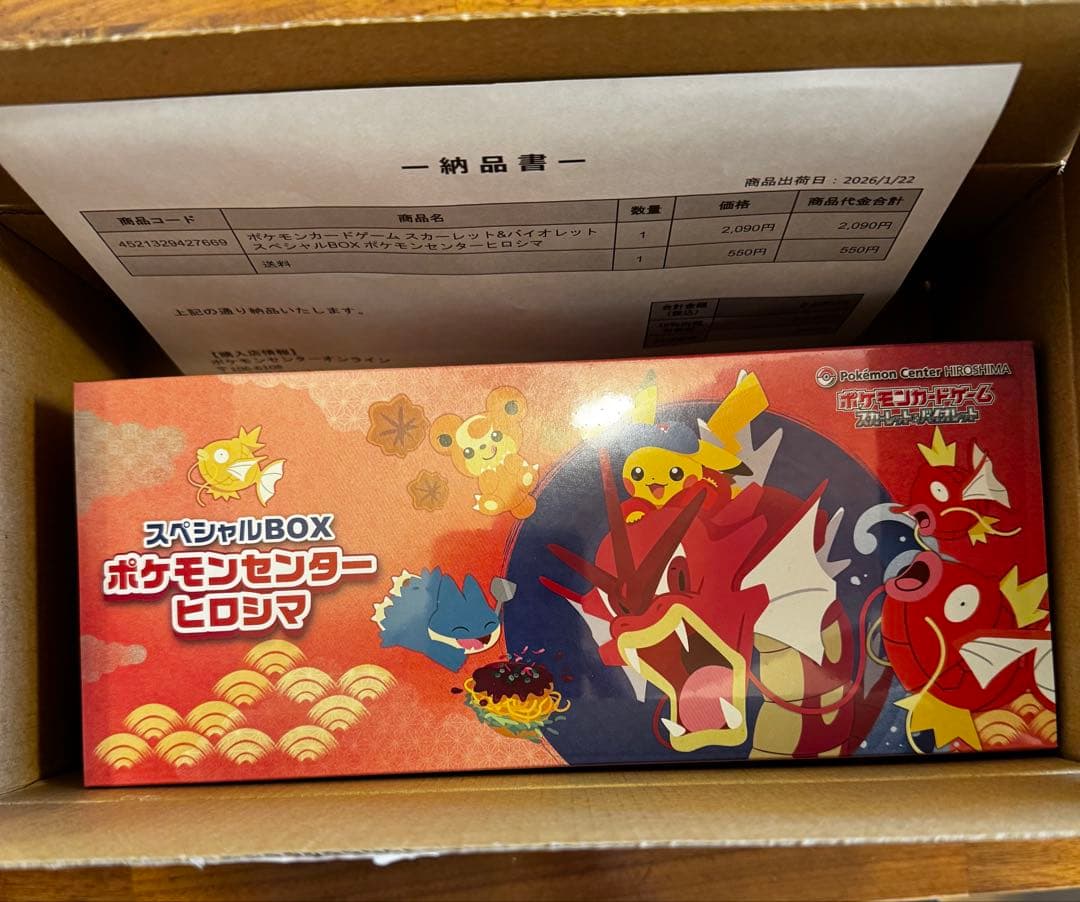 ー納品書ー
商品出荷日：2026/1/22
商品コード 商品名 数量 価格 商品代金合計
4521329427669 ポケモンカードゲーム スカーレット&バイオレット
スペシャルBOX ポケモンセンターヒロシマ 1 2,090円 2,090円
送料 1 550円 550円
上記の通り納品いたします。
合計金額
(税込)
【購入店情報】
ポケモンセンターオンライン
Pokémon Center HIROSHIMA
ポケモンカードゲーム
スカーレット&バイオレット
スペシャルBOX
ポケモンセンター
ヒロシマ